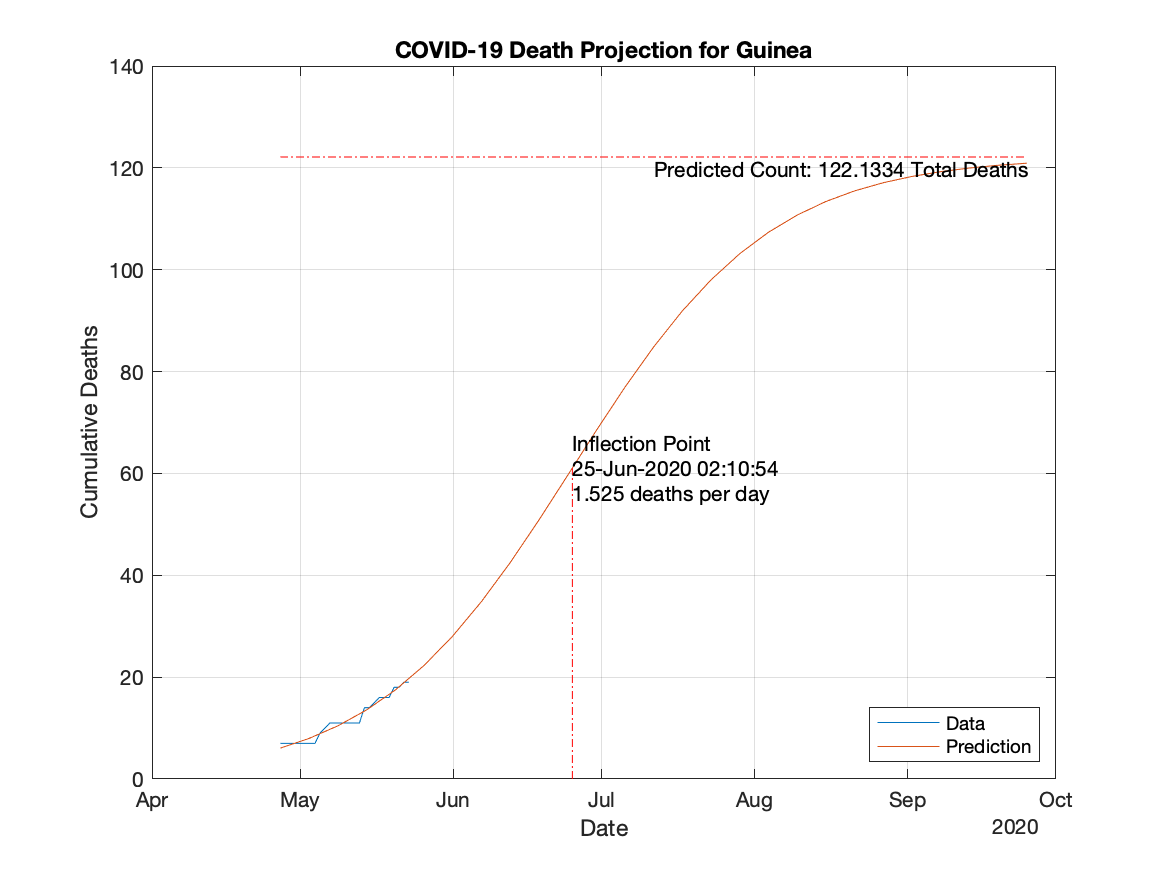 COVID-19 Death Projection for Guinea
140
120
100
80
60
40
20
0
Cumulative Deaths
Predicted Count: 122.1334 Total Deaths
Inflection Point
25-Jun-2020 02:10:54
1.525 deaths per day
Data
Prediction
Apr May Jun Jul Aug Sep Oct
Date
2020